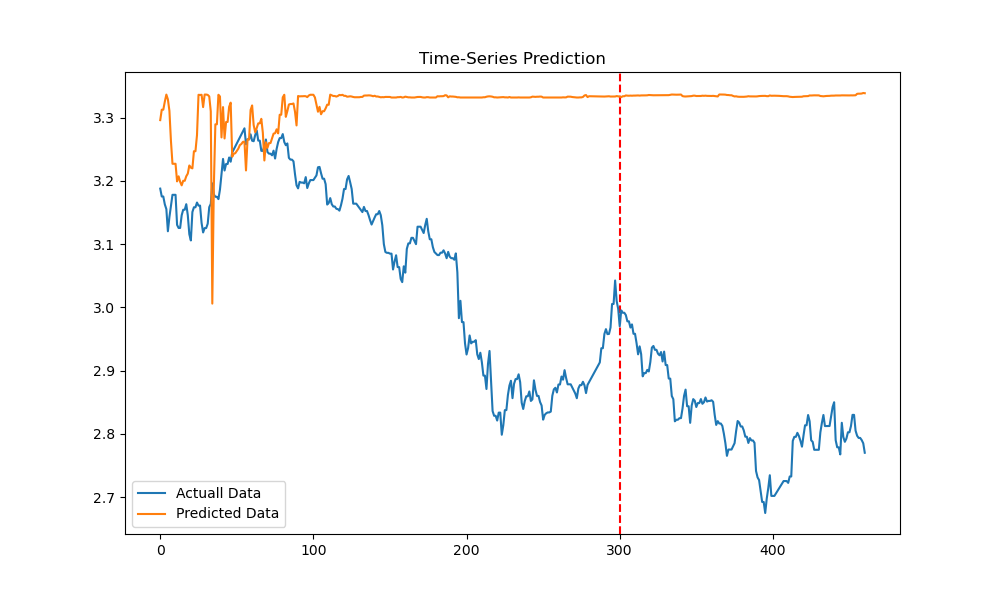 Time-Series Prediction
3.3
3.2
3.1
3.0
2.9
2.8
2.7
Actuall Data
Predicted Data
0 100 200 300 400